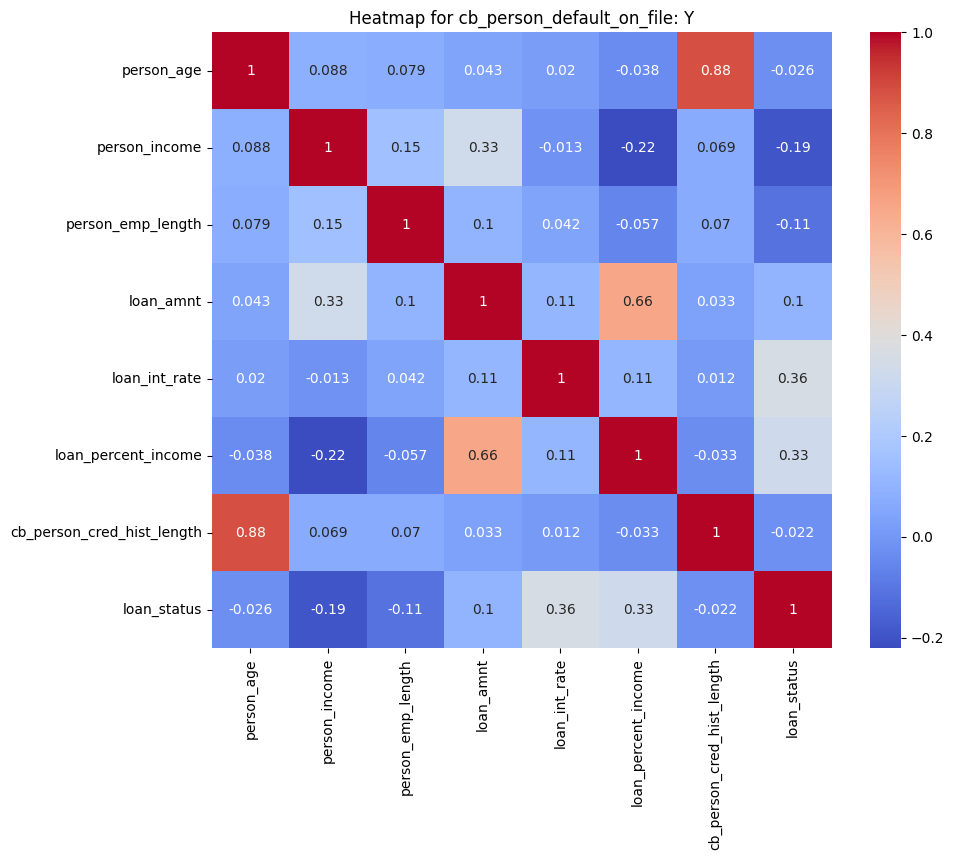 Heatmap for cb_person_default_on_file: Y
person_age 1 0.088 0.079 0.043 0.02 -0.038 0.88 -0.026
person_income 0.088 1 0.15 0.33 -0.013 -0.22 0.069 -0.19
person_emp_length 0.079 0.15 1 0.1 0.042 -0.057 0.07 -0.11
loan_amnt 0.043 0.33 0.1 1 0.11 0.66 0.033 0.1
loan_int_rate 0.02 -0.013 0.042 0.11 1 0.11 0.012 0.36
loan_percent_income -0.038 -0.22 -0.057 0.66 0.11 1 -0.033 0.33
cb_person_cred_hist_length 0.88 0.069 0.07 0.033 0.012 -0.033 1 -0.022
loan_status -0.026 -0.19 -0.11 0.1 0.36 0.33 -0.022 1
person_age
person_income
person_emp_length
loan_amnt
loan_int_rate
loan_percent_income
cb_person_cred_hist_length
loan_status
1.0
0.8
0.6
0.4
0.2
0.0
−0.2